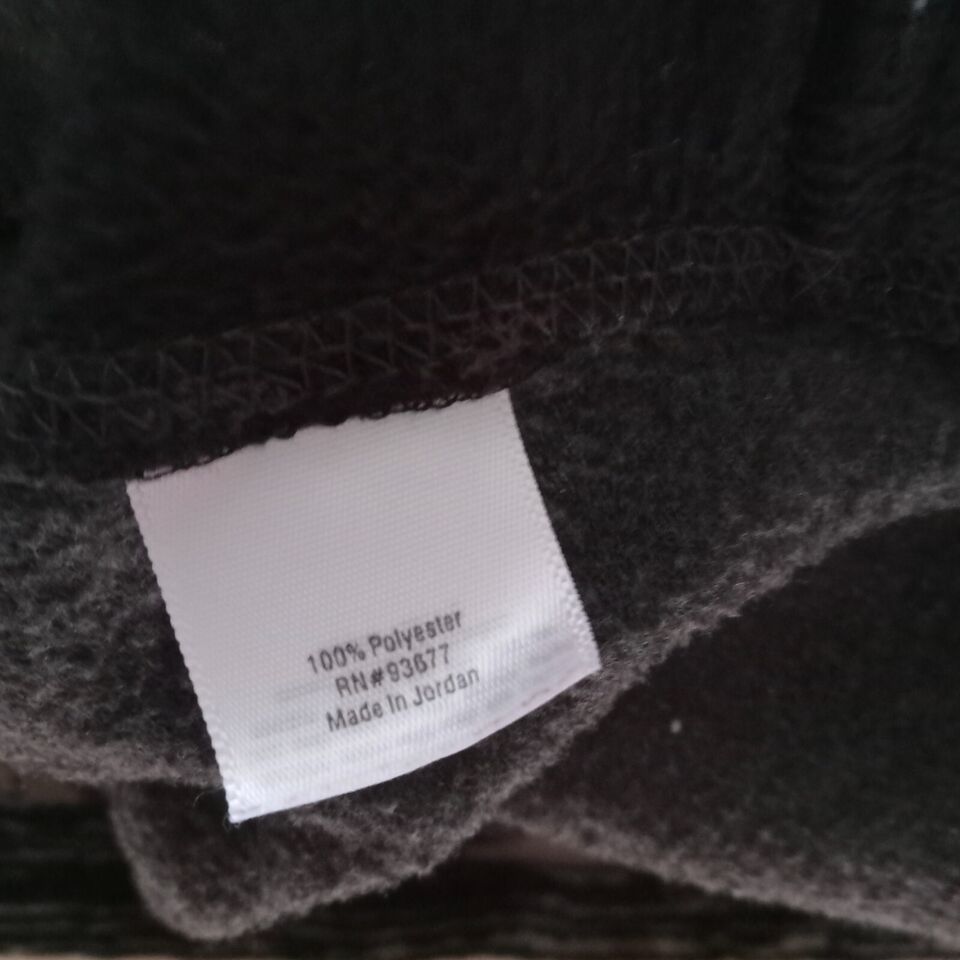 100% Polyester
RN#93677
Made In Jordan